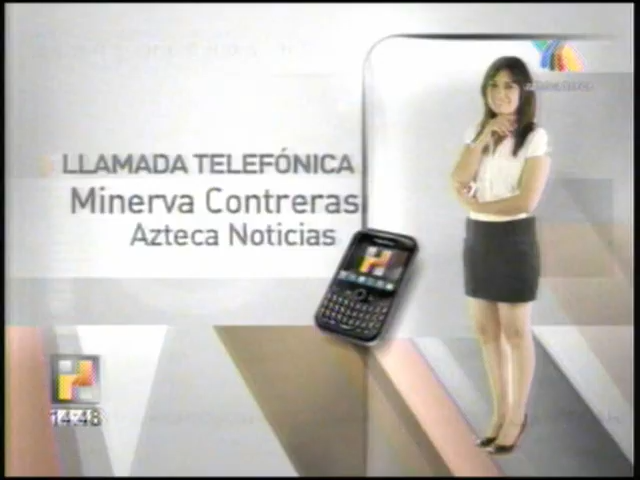 LLAMADA TELEFÓNICA
Minerva Contreras
Azteca Noticias
14:48